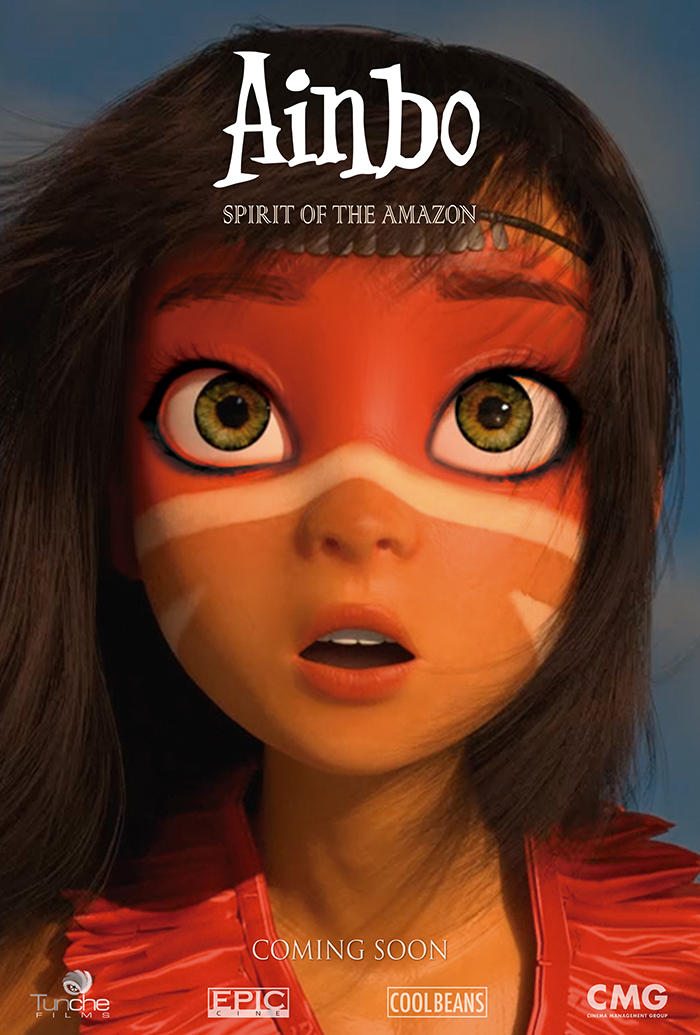 Ainbo
SPIRIT OF THE AMAZON
COMING SOON
Tunche
FILMS
EPIC
CINE
COOLBEANS
CMG
CINEMA MANAGEMENT GROUP